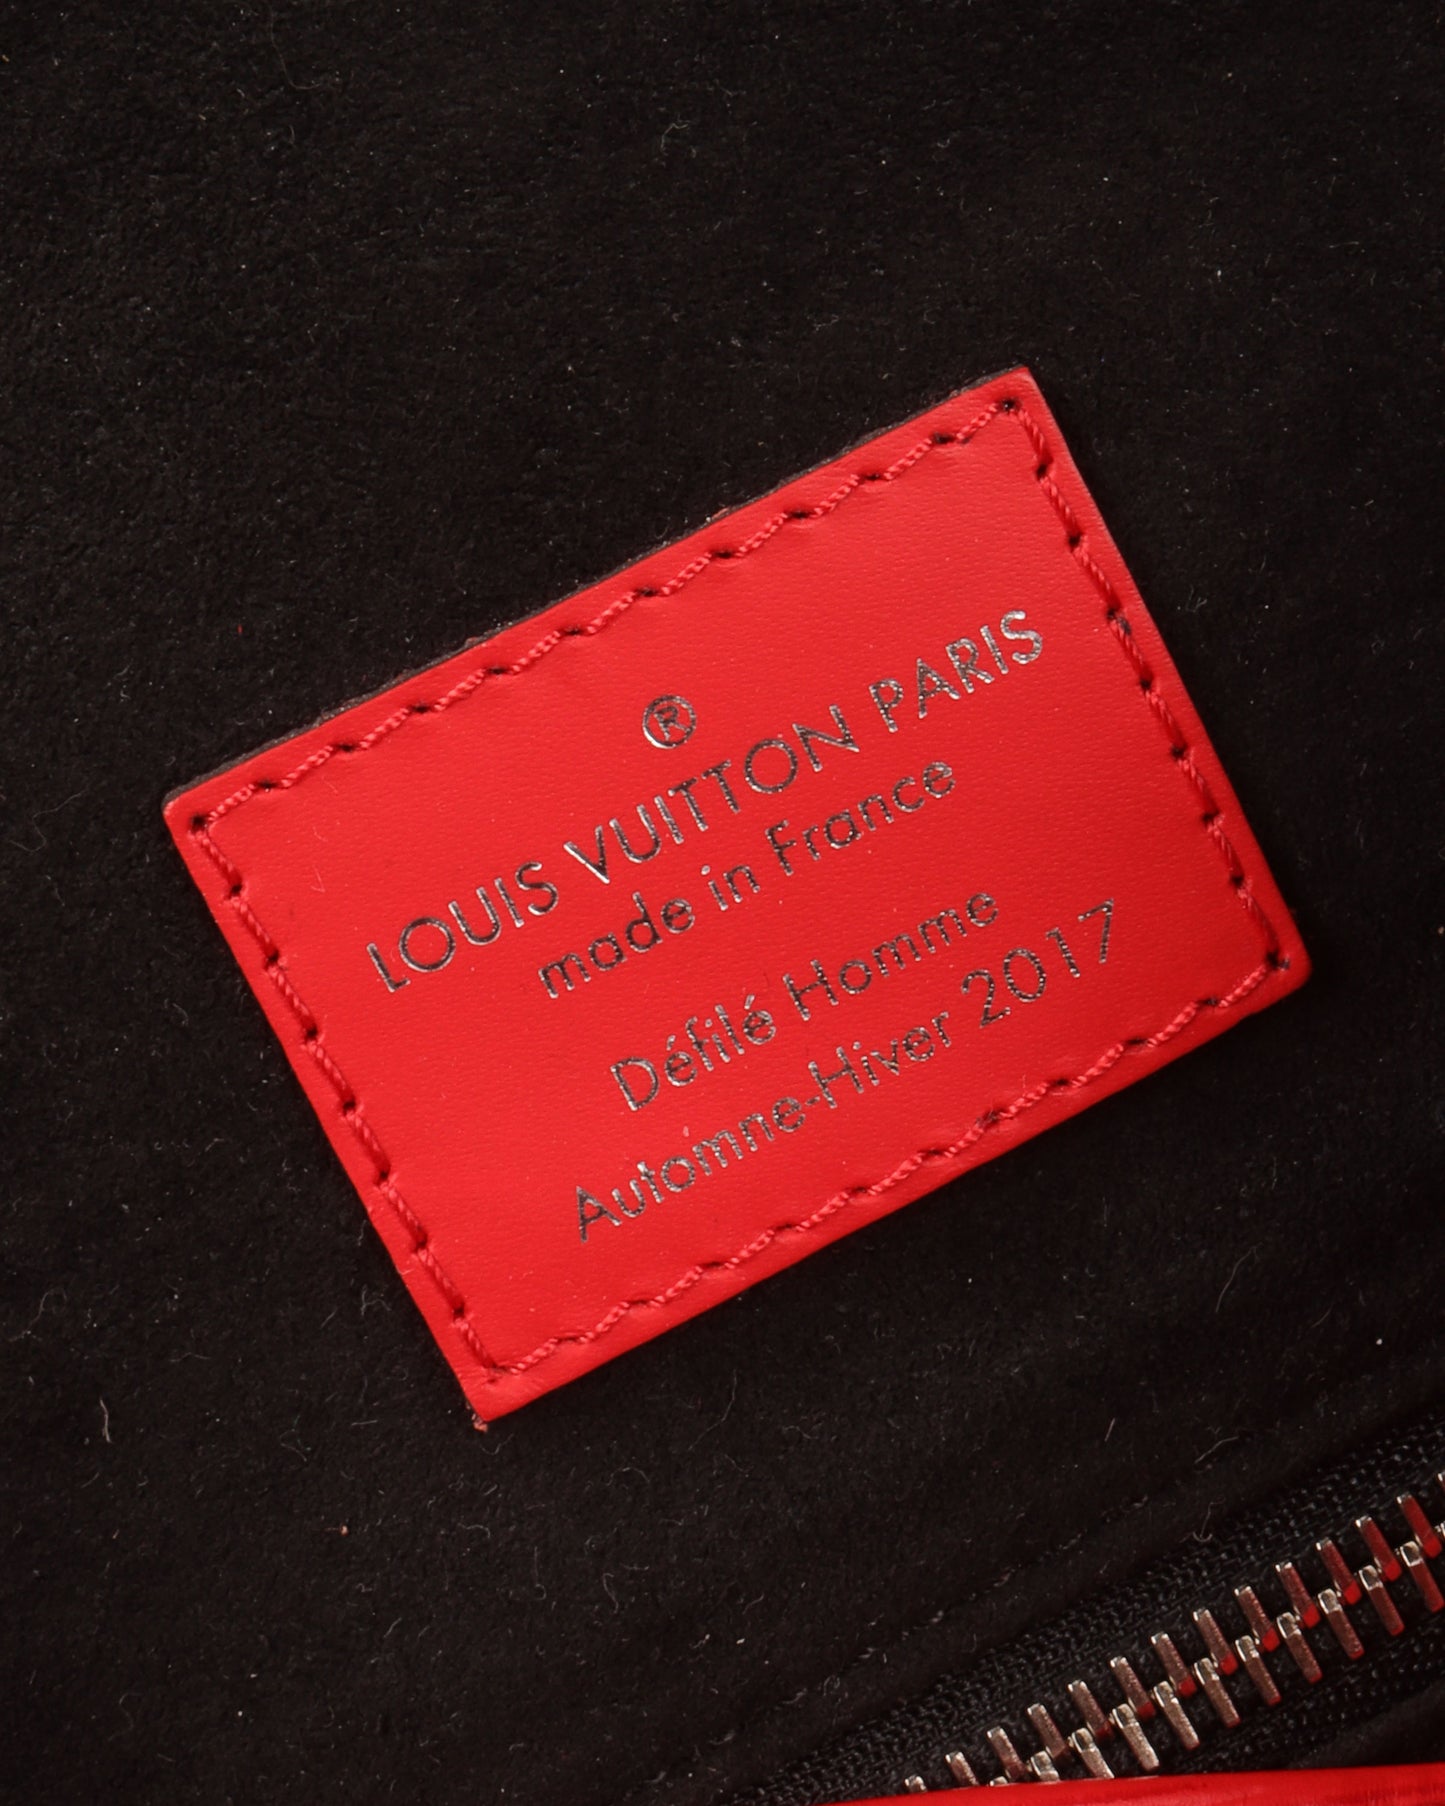 ®
LOUIS VUITTON PARIS
made in France
Défilé Homme
Automne-Hiver 2017